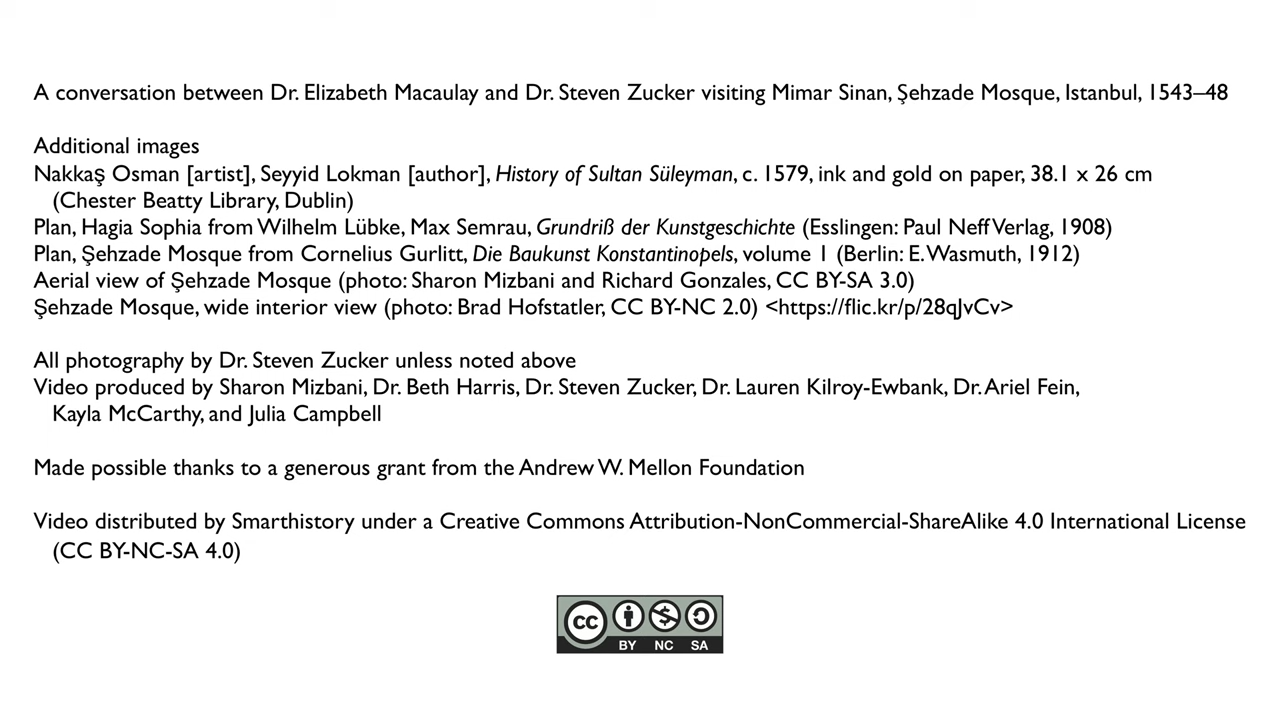 A conversation between Dr. Elizabeth Macaulay and Dr. Steven Zucker visiting Mimar Sinan, Şehzade Mosque, Istanbul, 1543–48
Additional images
Nakkaş Osman [artist], Seyyid Lokman [author], History of Sultan Süleyman, c. 1579, ink and gold on paper, 38.1 x 26 cm
(Chester Beatty Library, Dublin)
Plan, Hagia Sophia from Wilhelm Lübke, Max Semrau, Grundriß der Kunstgeschichte (Esslingen: Paul Neff Verlag, 1908)
Plan, Şehzade Mosque from Cornelius Gurlitt, Die Baukunst Konstantinopels, volume 1 (Berlin: E. Wasmuth, 1912)
Aerial view of Şehzade Mosque (photo: Sharon Mizbani and Richard Gonzales, CC BY-SA 3.0)
Şehzade Mosque, wide interior view (photo: Brad Hofstatler, CC BY-NC 2.0) <https://flic.kr/p/28qJvCv>
All photography by Dr. Steven Zucker unless noted above
Video produced by Sharon Mizbani, Dr. Beth Harris, Dr. Steven Zucker, Dr. Lauren Kilroy-Ewbank, Dr. Ariel Fein,
Kayla McCarthy, and Julia Campbell
Made possible thanks to a generous grant from the Andrew W. Mellon Foundation
Video distributed by Smarthistory under a Creative Commons Attribution-NonCommercial-ShareAlike 4.0 International License
(CC BY-NC-SA 4.0)
CC
BY NC SA